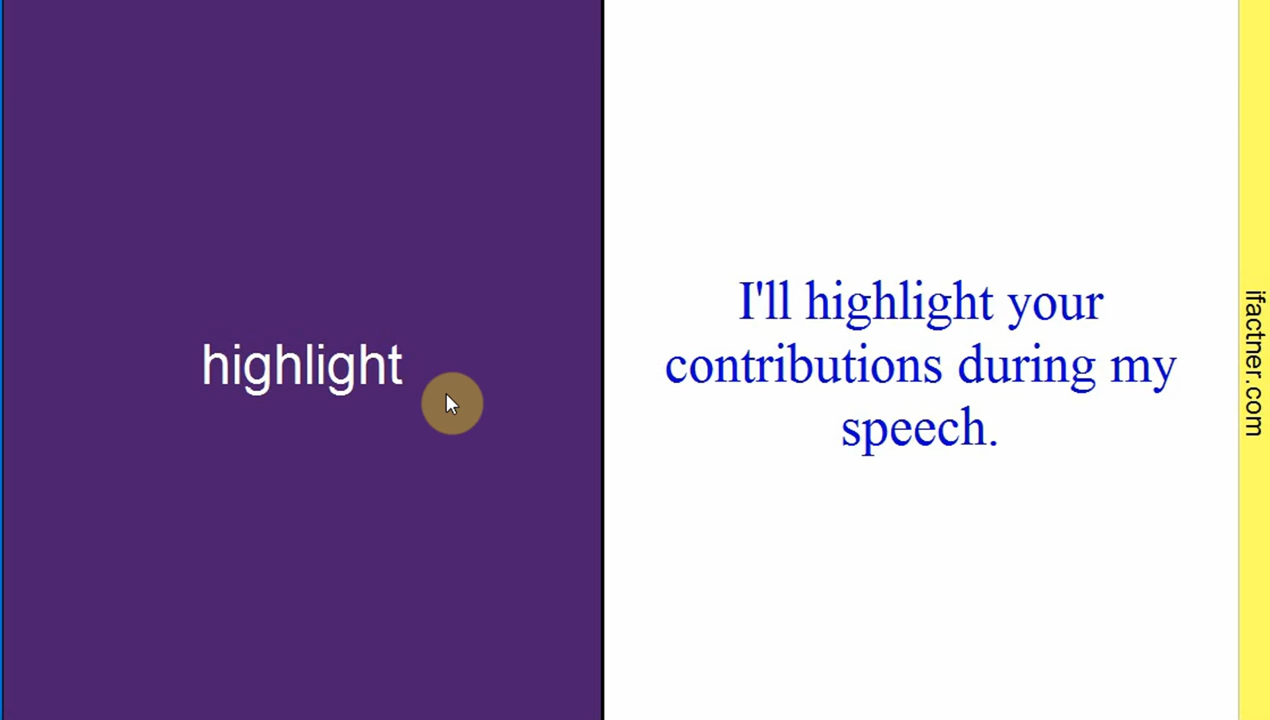 highlight
I'll highlight your
contributions during my
speech.
ifactner.com